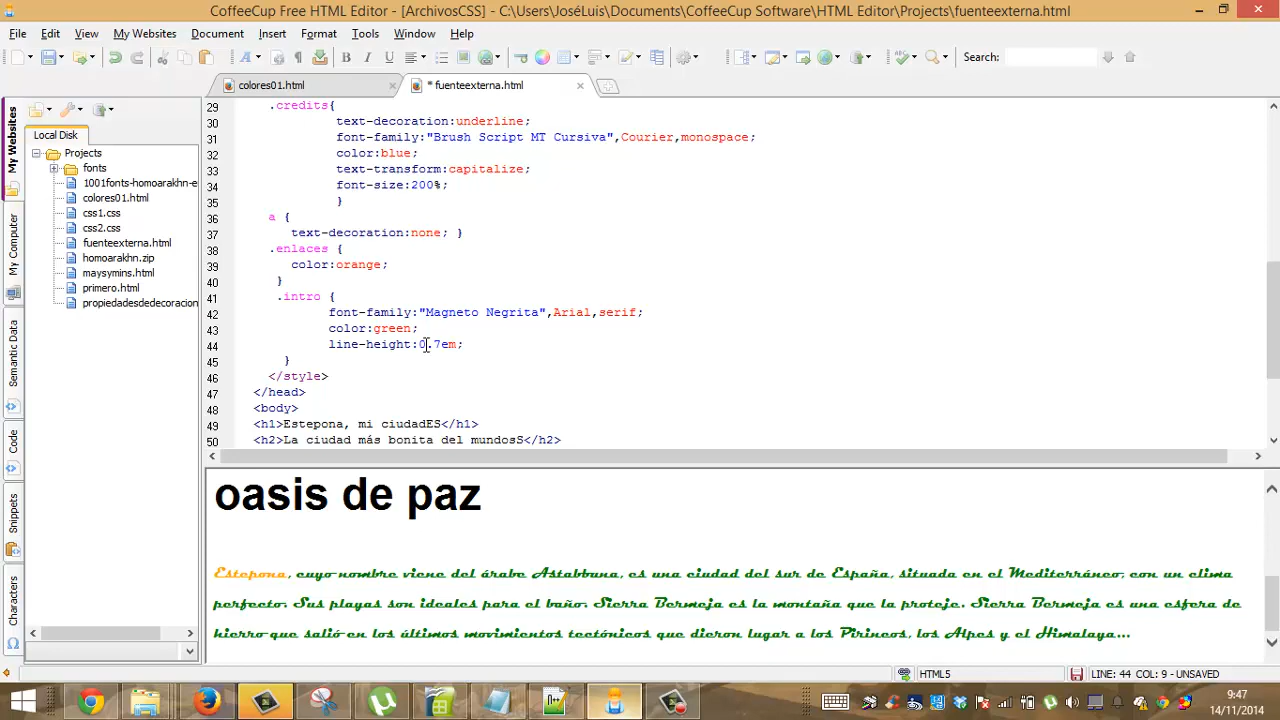 CoffeeCup Free HTML Editor - [ArchivosCSS] - C:\Users\JoséLuis\Documents\CoffeeCup Software\HTML Editor\Projects\fuenteexterna.html
File Edit View My Websites Document Insert Format Tools Window Help
B I U Search:
colores01.html * fuenteexterna.html
My Websites
My Computer
Semantic Data
Code
Snippets
Characters
Local Disk
Projects
fonts
1001fonts-homoarakhn-e
colores01.html
css1.css
css2.css
fuenteexterna.html
homoarakhn.zip
maysymins.html
primero.html
propiedadesdedecoracion
29 .credits{
30 text-decoration:underline;
31 font-family:"Brush Script MT Cursiva",Courier,monospace;
32 color:blue;
33 text-transform:capitalize;
34 font-size:200%;
35 }
36 a {
37 text-decoration:none; }
38 .enlaces {
39 color:orange;
40 }
41 .intro {
42 font-family:"Magneto Negrita",Arial,serif;
43 color:green;
44 line-height:0.7em;
45 }
46 </style>
47 </head>
48 <body>
49 <h1>Estepona, mi ciudadES</h1>
50 <h2>La ciudad más bonita del mundosS</h2>
oasis de paz
Estepona, cuyo nombre viene del árabe Astabbuna, es una ciudad del sur de España, situada en el Mediterráneo, con un clima
perfecto. Sus playas son ideales para el baño. Sierra Bermeja es la montaña que la proteje. Sierra Bermeja es una esfera de
hierro que salió en los últimos movimientos tectónicos que dieron lugar a los Pirineos, los Alpes y el Himalaya...
HTML5 LINE: 44 COL: 9 - UNSAVED
9:47
14/11/2014